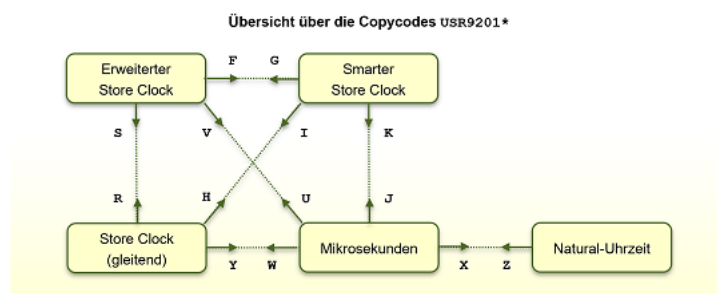 Übersicht über die Copycodes USR9201*
Erweiterter
Store Clock
F
G
Smarter
Store Clock
S
V
I
K
R
H
U
J
Store Clock
(gleitend)
Y
W
Mikrosekunden
X
Z
Natural-Uhrzeit